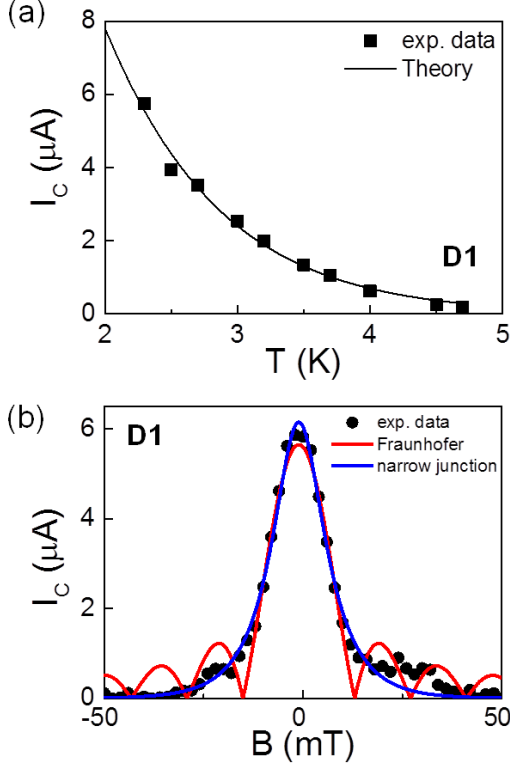 (a)
8
6
4
2
0
I_C (μA)
exp. data
Theory
D1
2 3 4 5
T (K)
(b)
D1
6
4
2
0
I_C (μA)
exp. data
Fraunhofer
narrow junction
-50 0 50
B (mT)